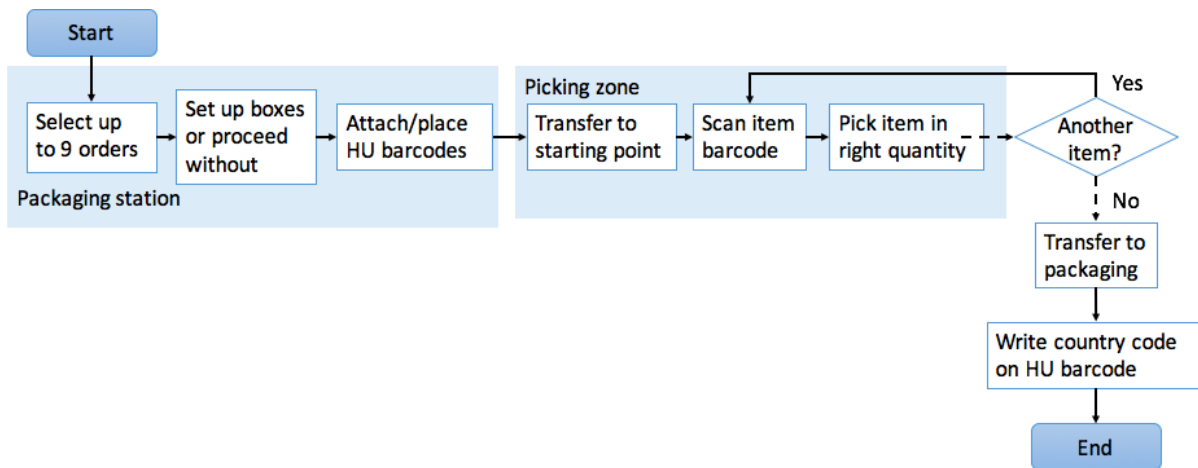 Start
Select up
to 9 orders
Set up boxes
or proceed
without
Attach/place
HU barcodes
Packaging station
Picking zone
Transfer to
starting point
Scan item
barcode
Pick item in
right quantity
Yes
Another
item?
No
Transfer to
packaging
Write country code
on HU barcode
End